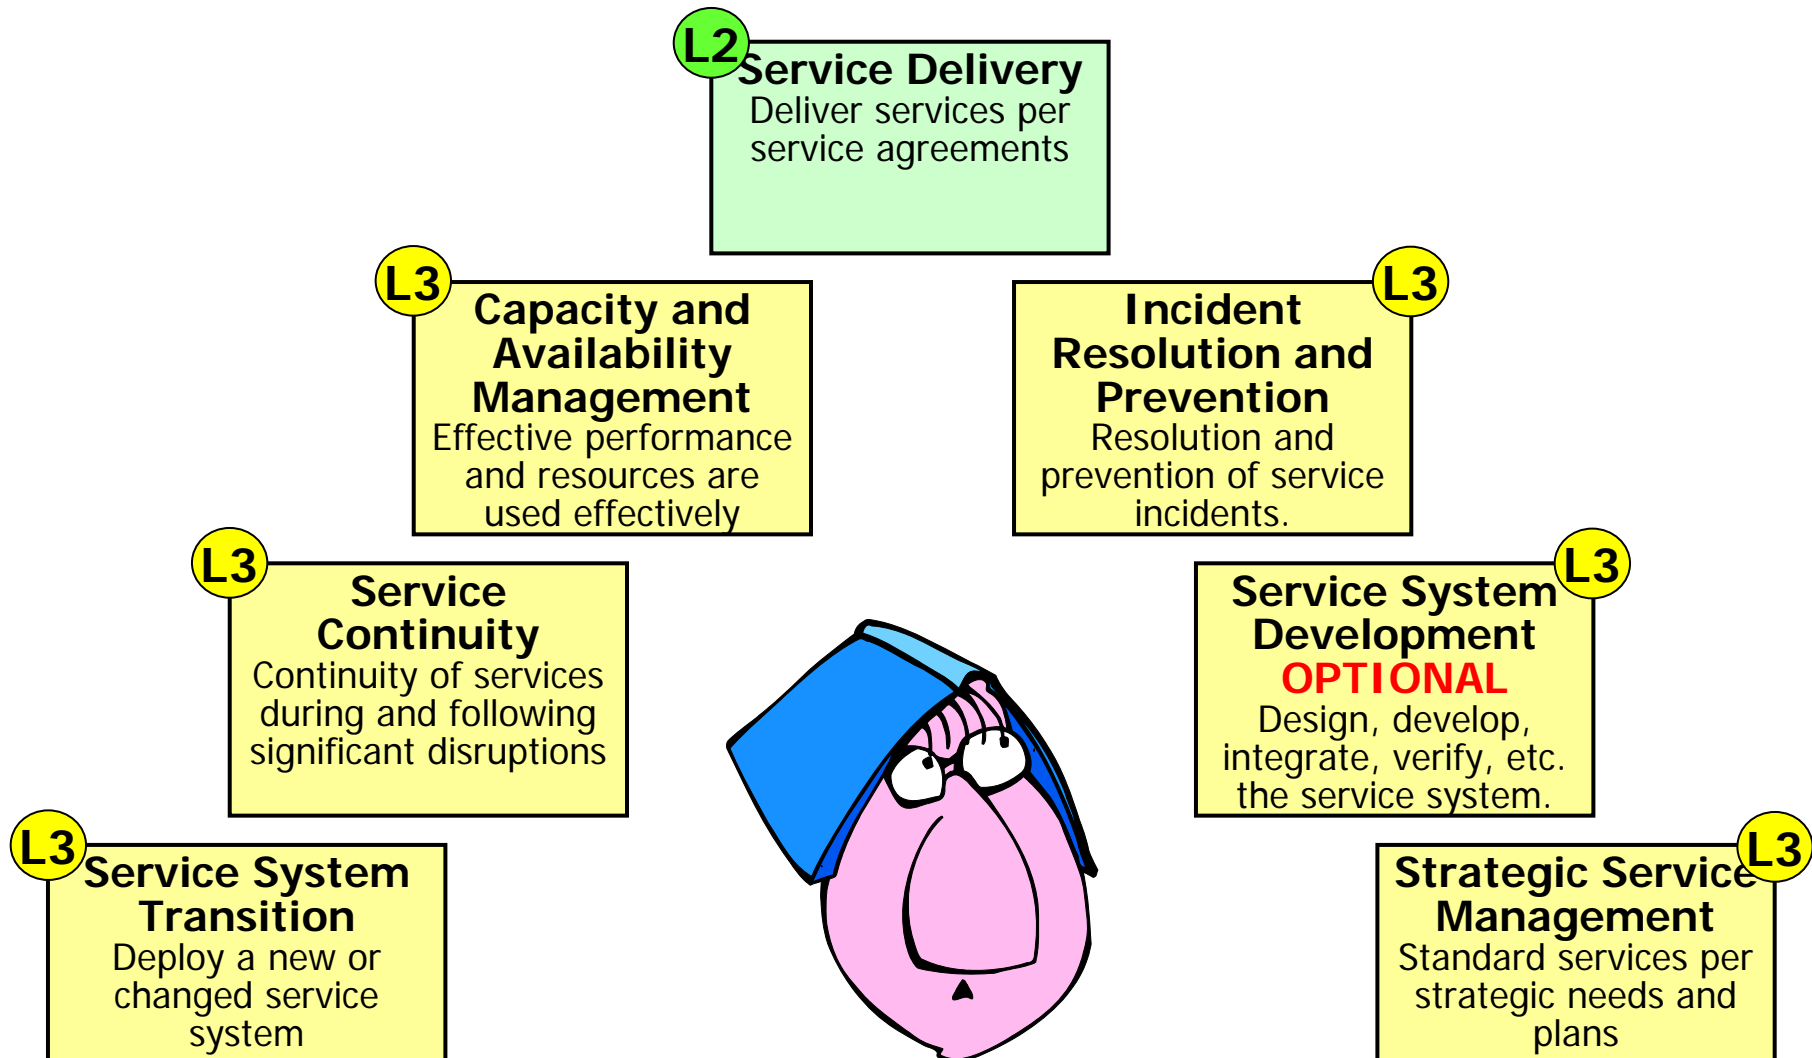 L2
Service Delivery
Deliver services per
service agreements
L3
Capacity and
Availability
Management
Effective performance
and resources are
used effectively
L3
Incident
Resolution and
Prevention
Resolution and
prevention of service
incidents.
L3
Service
Continuity
Continuity of services
during and following
significant disruptions
L3
Service System
Development
OPTIONAL
Design, develop,
integrate, verify, etc.
the service system.
L3
Service System
Transition
Deploy a new or
changed service
system
L3
Strategic Service
Management
Standard services per
strategic needs and
plans